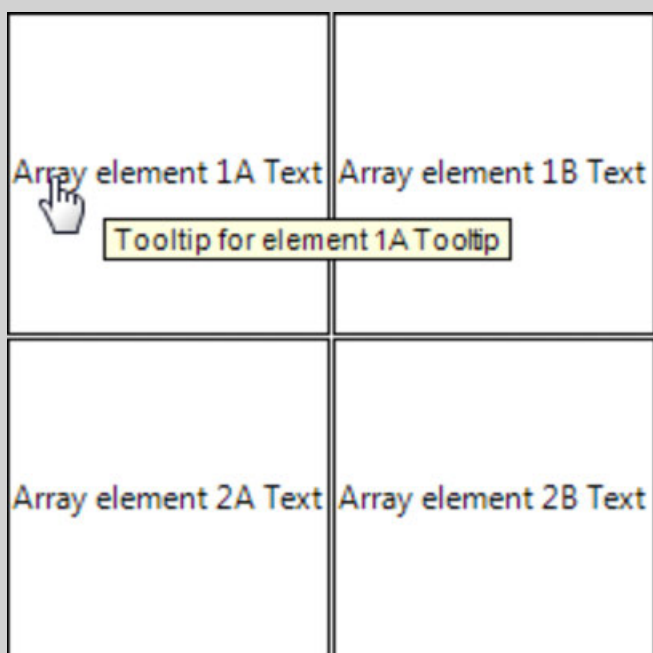 Array element 1A Text
Array element 1B Text
Tooltip for element 1A Tooltip
Array element 2A Text
Array element 2B Text